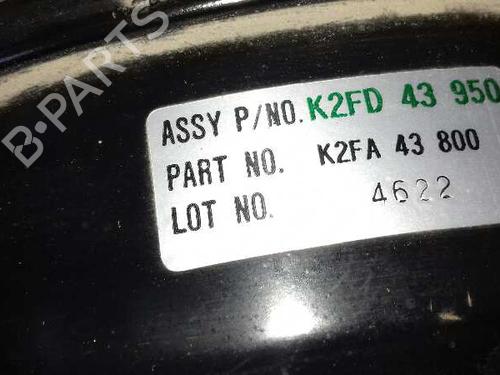 B-PARTS
ASSY P/NO. K2FD 43 950
PART NO. K2FA 43 800
LOT NO. 4622